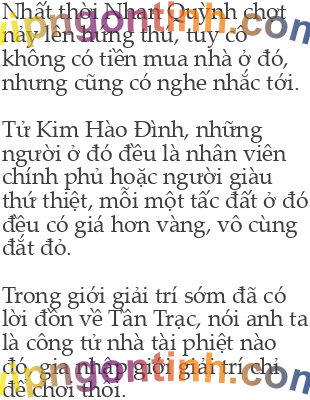 Nhất thời Nhan Quỳnh chợt
nảy lên hứng thú, tuy cô
không có tiền mua nhà ở đó,
nhưng cũng có nghe nhắc tới.
Tử Kim Hào Đình, những
người ở đó đều là nhân viên
chính phủ hoặc người giàu
thứ thiệt, mỗi một tấc đất ở đó
đều có giá hơn vàng, vô cùng
đắt đỏ.
Trong giới giải trí sớm đã có
lời đồn về Tần Trạc, nói anh ta
là công tử nhà tài phiệt nào
đó, gia nhập giới giải trí chỉ
để chơi thôi.
vipngontinh.com
vipngontinh.com